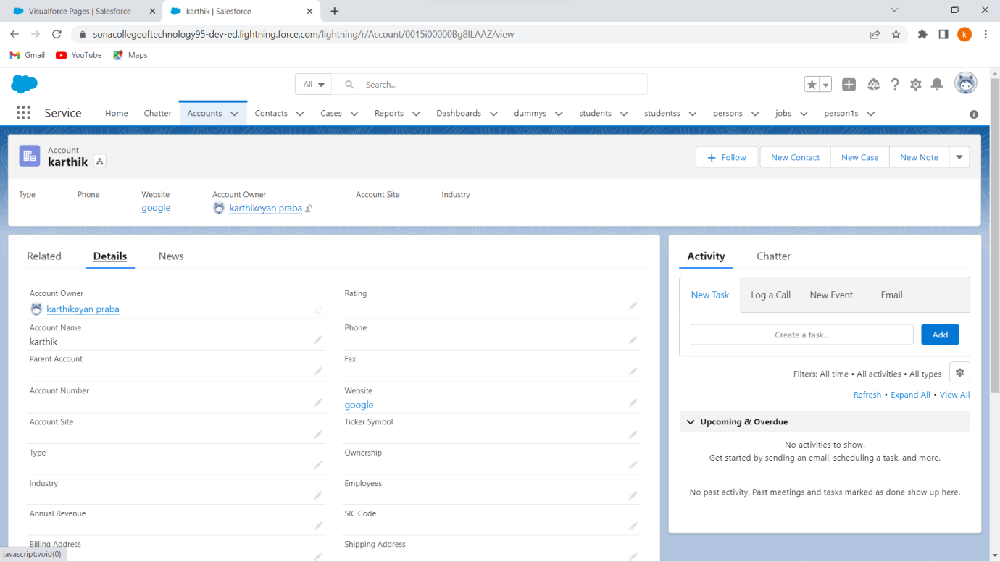 Visualforce Pages | Salesforce
karthik | Salesforce
sonacollegeoftechnology95-dev-ed.lightning.force.com/lightning/r/Account/0015i00000Bg8ILAAZ/view
k
Gmail
YouTube
Maps
All
Search...
Service
Home
Chatter
Accounts
Contacts
Cases
Reports
Dashboards
dummys
students
studentss
persons
jobs
person1s
Account
karthik
Follow
New Contact
New Case
New Note
Type
Phone
Website
Account Owner
Account Site
Industry
google
karthikeyan praba
Related
Details
News
Account Owner
karthikeyan praba
Rating
Account Name
karthik
Phone
Parent Account
Fax
Account Number
Website
google
Account Site
Ticker Symbol
Type
Ownership
Industry
Employees
Annual Revenue
SIC Code
Billing Address
Shipping Address
javascript:void(0)
Activity
Chatter
New Task
Log a Call
New Event
Email
Create a task...
Add
Filters: All time • All activities • All types
Refresh • Expand All • View All
Upcoming & Overdue
No activities to show.
Get started by sending an email, scheduling a task, and more.
No past activity. Past meetings and tasks marked as done show up here.